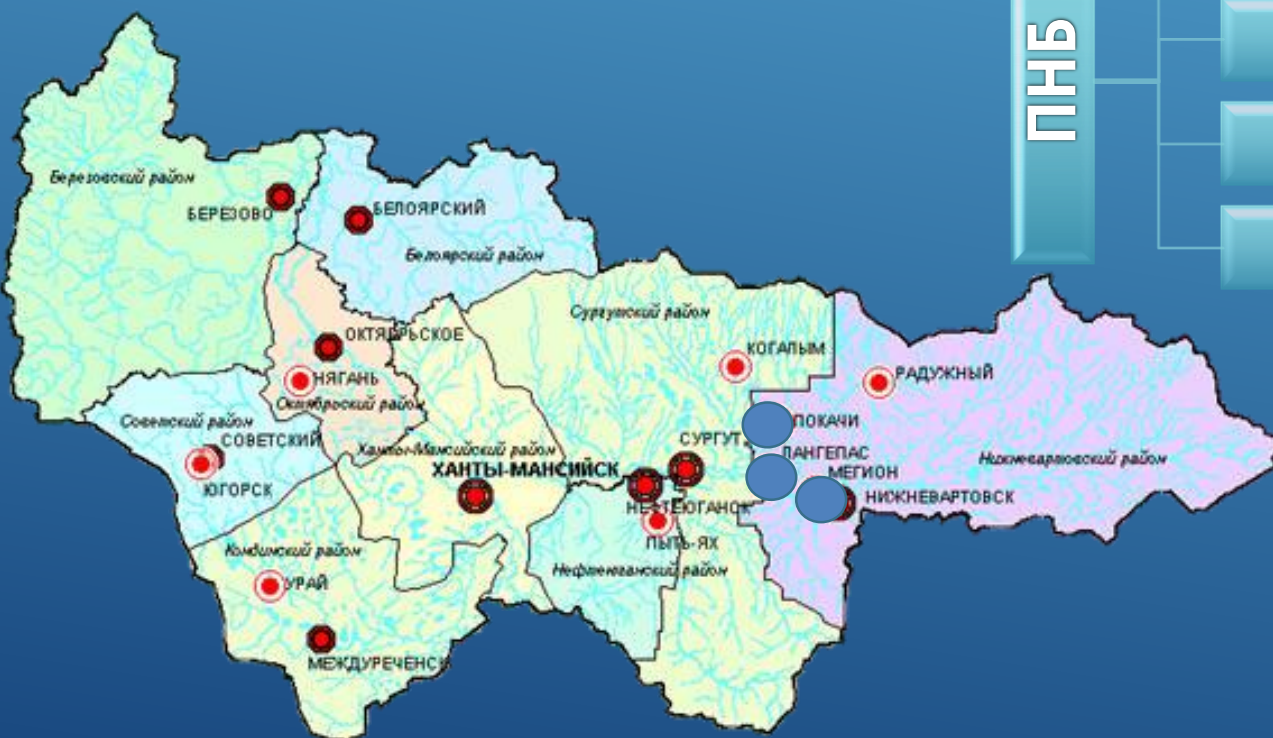 ПНБ
Березовский район
БЕРЕЗОВО
БЕЛОЯРСКИЙ
Белоярский район
Сургутский район
ОКТЯБРЬСКОЕ
КОГАЛЫМ
РАДУЖНЫЙ
НЯГАНЬ
Октябрьский район
Советский район
ПОКАЧИ
СОВЕТСКИЙ
СУРГУТ
Ханты-Мансийский район
ЛАНГЕПАС
Нижневартовский район
ХАНТЫ-МАНСИЙСК
МЕГИОН
ЮГОРСК
НИЖНЕВАРТОВСК
НЕФТЕЮГАНСК
ПЫТЬ-ЯХ
Кондинский район
Нефтеюганский район
УРАЙ
МЕЖДУРЕЧЕНСК